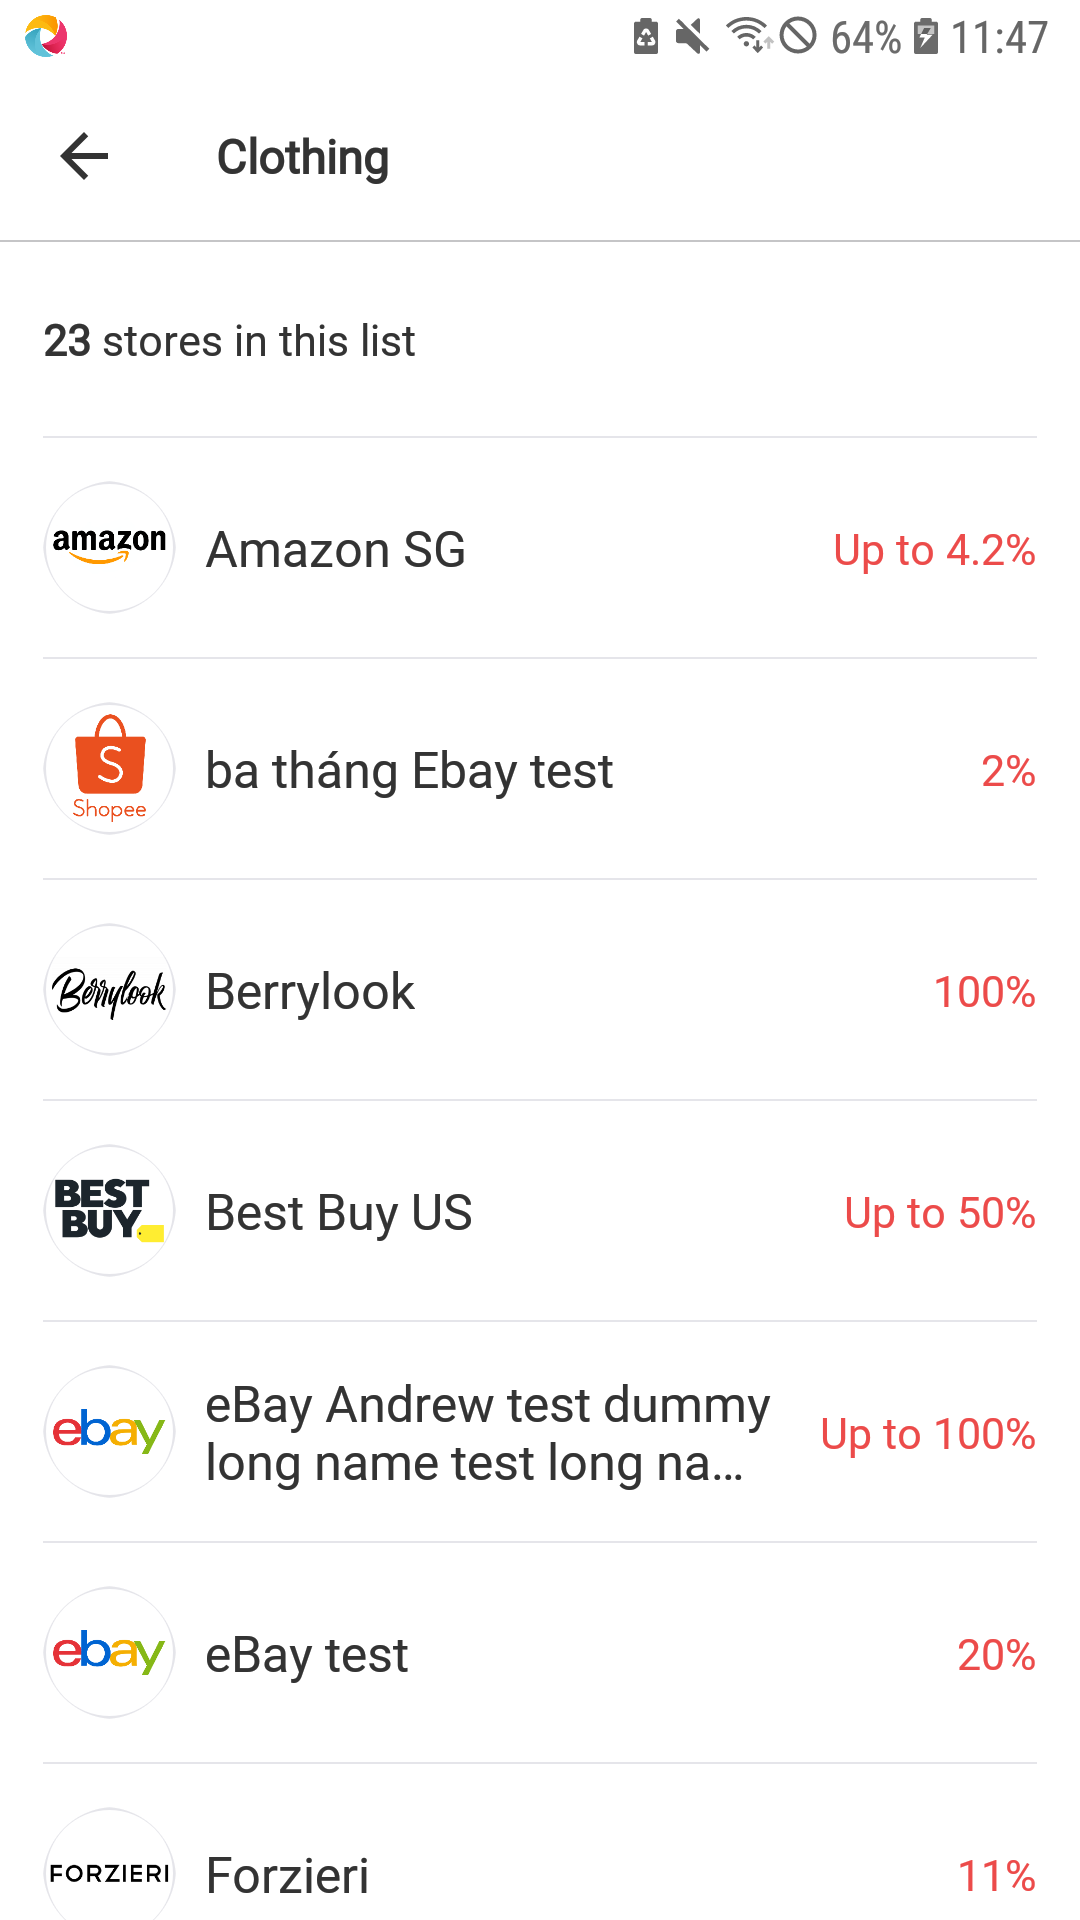 64% 11:47
Clothing
23 stores in this list
amazon
Amazon SG
Up to 4.2%
S
Shopee
ba tháng Ebay test
2%
Berrylook
Berrylook
100%
BEST
BUY
Best Buy US
Up to 50%
ebay
eBay Andrew test dummy
long name test long na...
Up to 100%
ebay
eBay test
20%
FORZIERI
Forzieri
11%